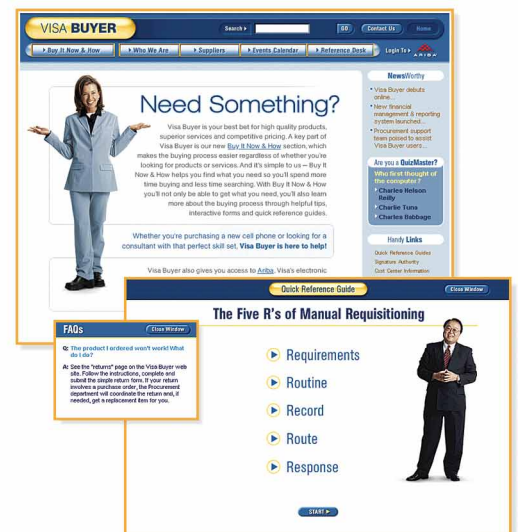 VISA BUYER
Search
GO
Contact Us
Home
Buy It Now & How
Who We Are
Suppliers
Events Calendar
Reference Desk
Login To
ARIBA
Need Something?
Visa Buyer is your best bet for high quality products,
superior services and competitive pricing. A key part of
Visa Buyer is our new Buy It Now & How section, which
makes the buying process easier regardless of whether you're
looking for products or services. And it's simple to us – Buy It
Now & How helps you find what you need so you'll spend more
time buying and less time searching. With Buy It Now & How
you'll not only be able to get what you need, you'll also learn
more about the buying process through helpful tips,
interactive forms and quick reference guides.
Whether you're purchasing a new cell phone or looking for a
consultant with that perfect skill set, Visa Buyer is here to help!
Visa Buyer also gives you access to Ariba, Visa's electronic
NewsWorthy
Visa Buyer debuts
online...
New financial
management & reporting
system launched...
Procurement support
team poised to assist
Visa Buyer users...
Are you a QuizMaster?
Who first thought of
the computer?
Charles Nelson
Reilly
Charlie Tuna
Charles Babbage
Handy Links
Quick Reference Guides
Signature Authority
Cost Center Information
FAQs
Close Window
Q: The product I ordered won't work! What
do I do?
A: See the "returns" page on the Visa Buyer web
site. Follow the instructions, complete and
submit the simple return form. If your return
involves a purchase order, the Procurement
department will coordinate the return and, if
needed, get a replacement item for you.
Quick Reference Guide
Close Window
The Five R's of Manual Requisitioning
Requirements
Routine
Record
Route
Response
START